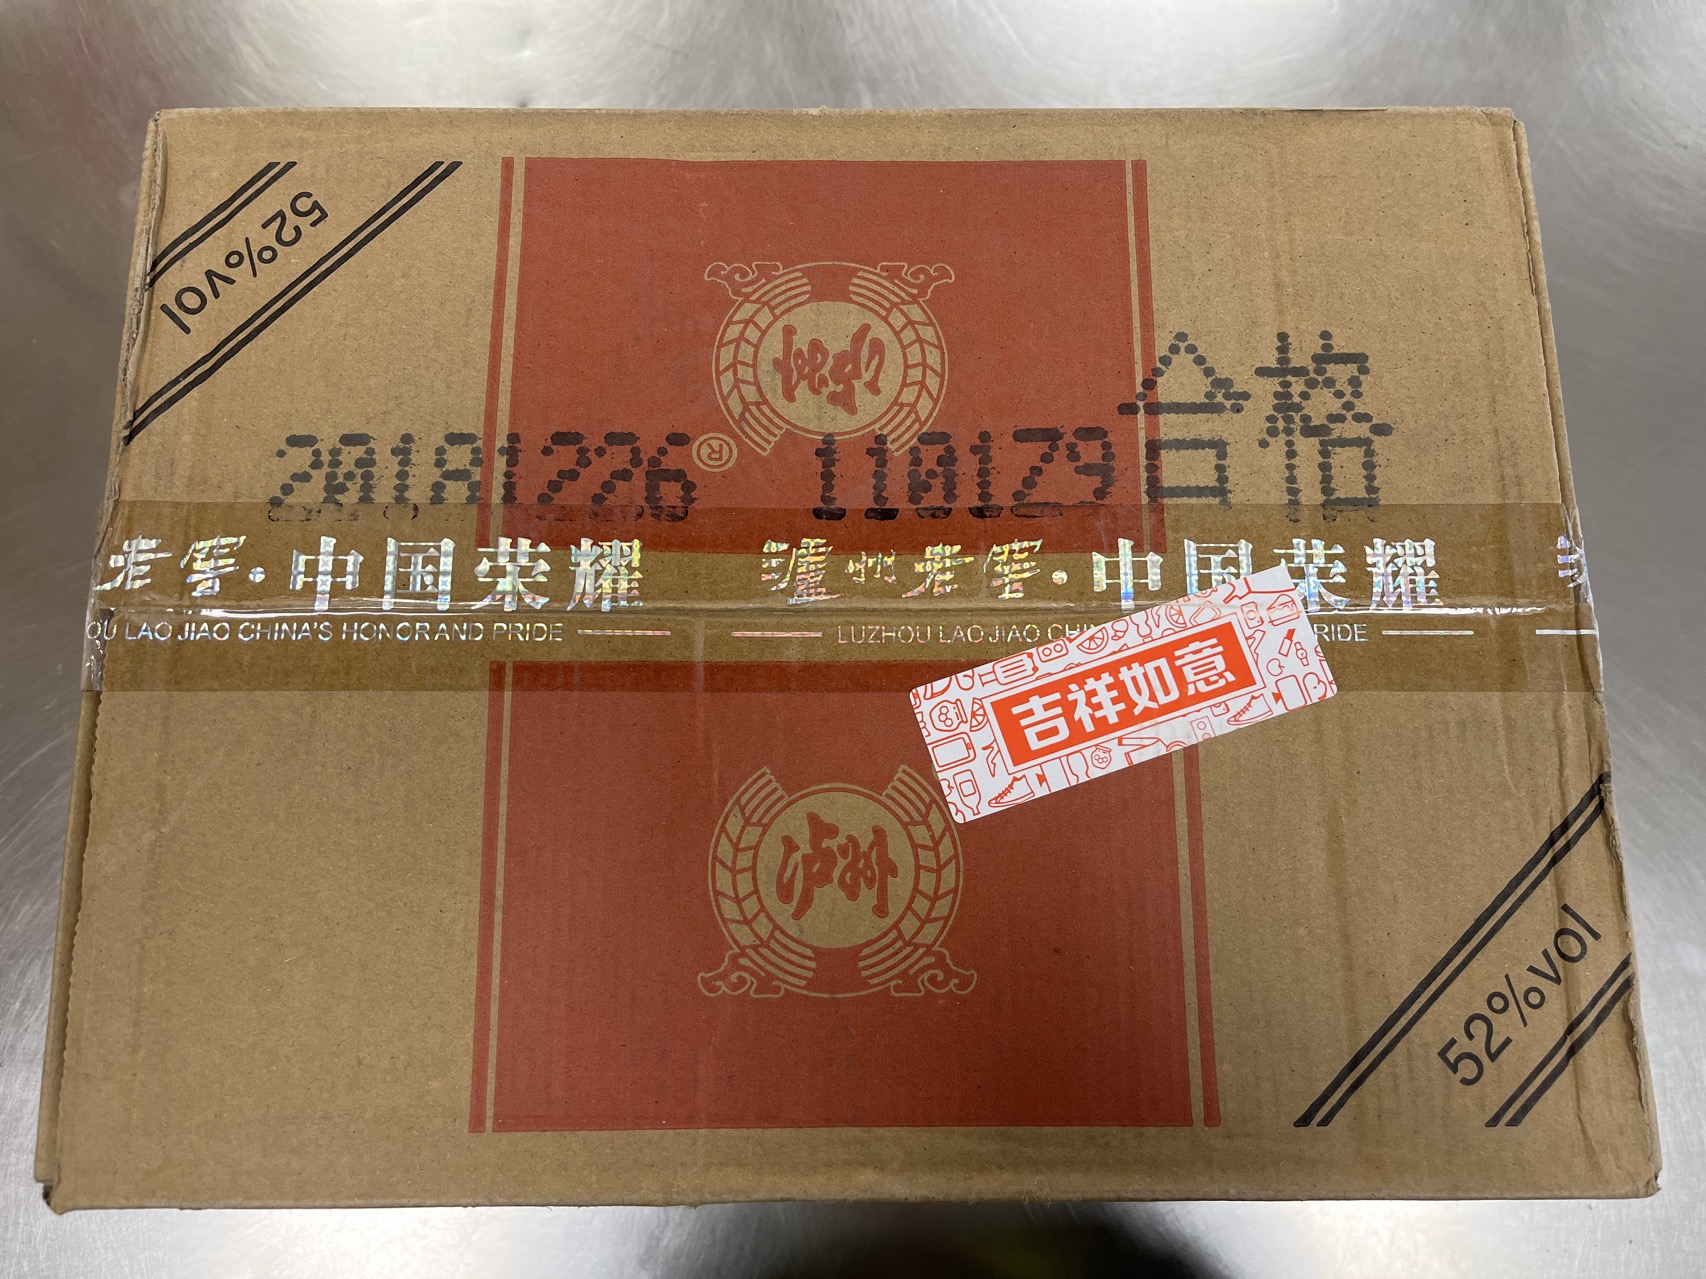 52%vol
泸州
®
合格
20181226 110129
老窖·中国荣耀 泸州老窖·中国荣耀 泸
OU LAO JIAO CHINA'S HONOR AND PRIDE LUZHOU LAO JIAO CHI RIDE
吉祥如意
泸州
52%vol